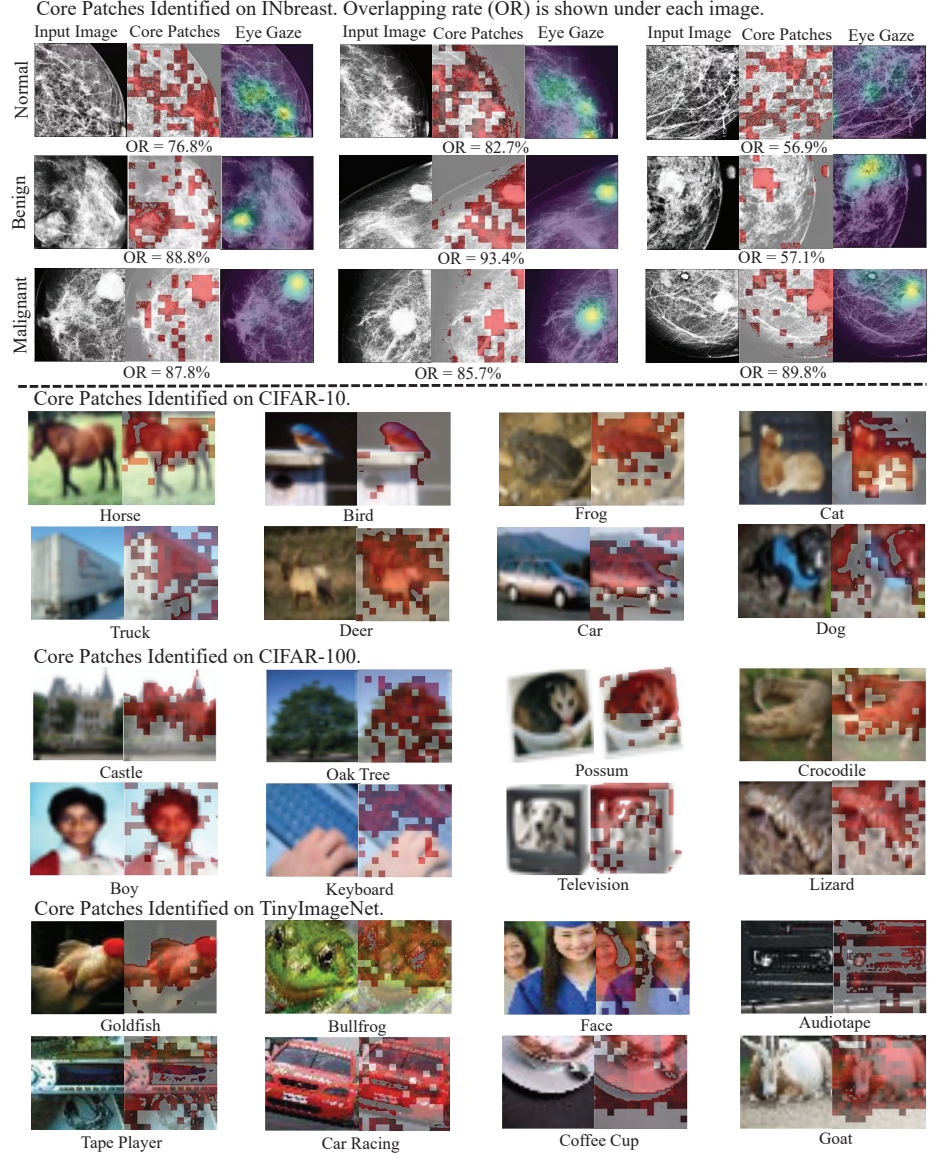 Core Patches Identified on INbreast. Overlapping rate (OR) is shown under each image.
Input Image Core Patches Eye Gaze Input Image Core Patches Eye Gaze Input Image Core Patches Eye Gaze
Normal
OR = 76.8% OR = 82.7% OR = 56.9%
Benign
OR = 88.8% OR = 93.4% OR = 57.1%
Malignant
OR = 87.8% OR = 85.7% OR = 89.8%
Core Patches Identified on CIFAR-10.
Horse Bird Frog Cat
Truck Deer Car Dog
Core Patches Identified on CIFAR-100.
Castle Oak Tree Possum Crocodile
Boy Keyboard Television Lizard
Core Patches Identified on TinyImageNet.
Goldfish Bullfrog Face Audiotape
Tape Player Car Racing Coffee Cup Goat